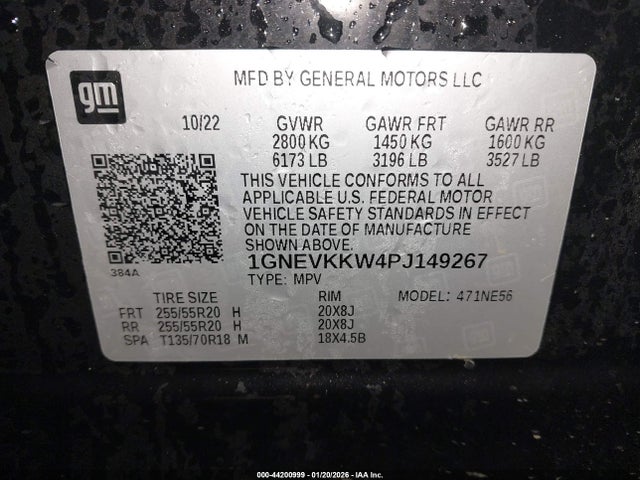 gm
MFD BY GENERAL MOTORS LLC
10/22 GVWR GAWR FRT GAWR RR
2800 KG 1450 KG 1600 KG
6173 LB 3196 LB 3527 LB
THIS VEHICLE CONFORMS TO ALL
APPLICABLE U.S. FEDERAL MOTOR
VEHICLE SAFETY STANDARDS IN EFFECT
ON THE DATE OF MANUFACTURE
SHOWN ABOVE.
384A
1GNEVKKW4PJ149267
TYPE: MPV
TIRE SIZE RIM MODEL: 471NE56
FRT 255/55R20 H 20X8J
RR 255/55R20 H 20X8J
SPA T135/70R18 M 18X4.5B
000-44200999 - 01/20/2026 - IAA Inc.